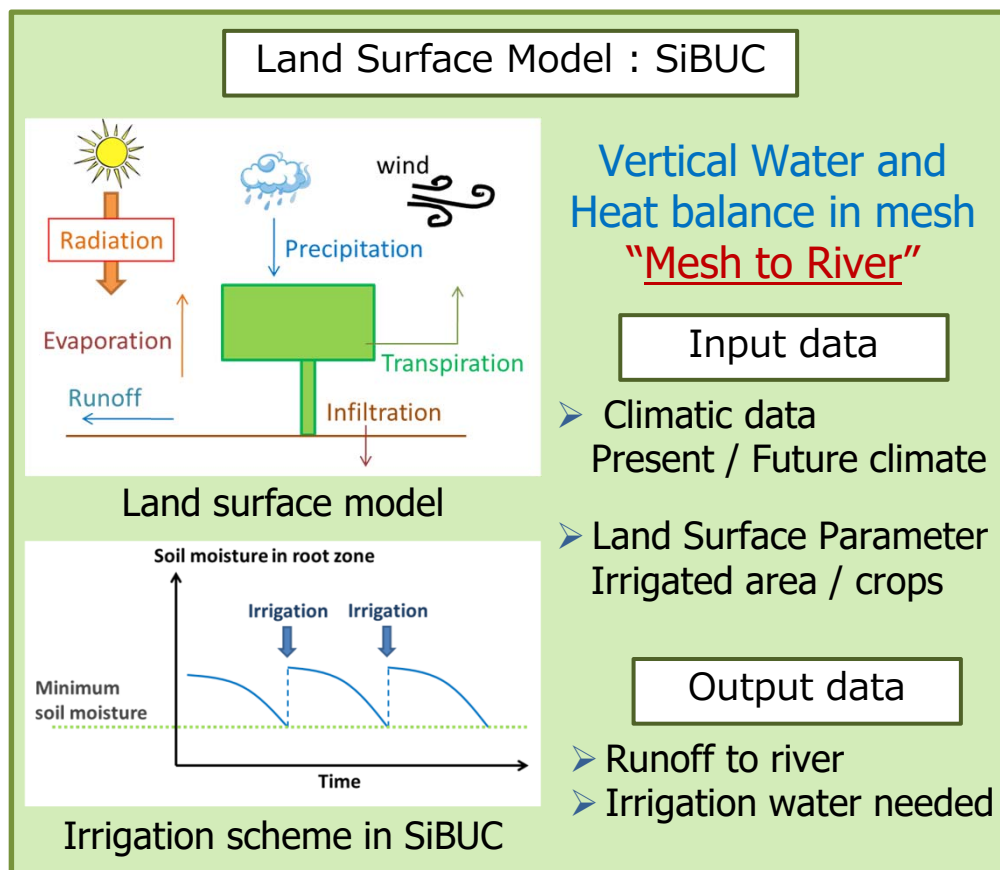 Land Surface Model : SiBUC
wind
Radiation
Precipitation
Evaporation
Transpiration
Runoff
Infiltration
Land surface model
Soil moisture in root zone
Irrigation Irrigation
Minimum
soil moisture
Time
Irrigation scheme in SiBUC
Vertical Water and
Heat balance in mesh
“Mesh to River”
Input data
➢ Climatic data
Present / Future climate
➢ Land Surface Parameter
Irrigated area / crops
Output data
➢ Runoff to river
➢ Irrigation water needed